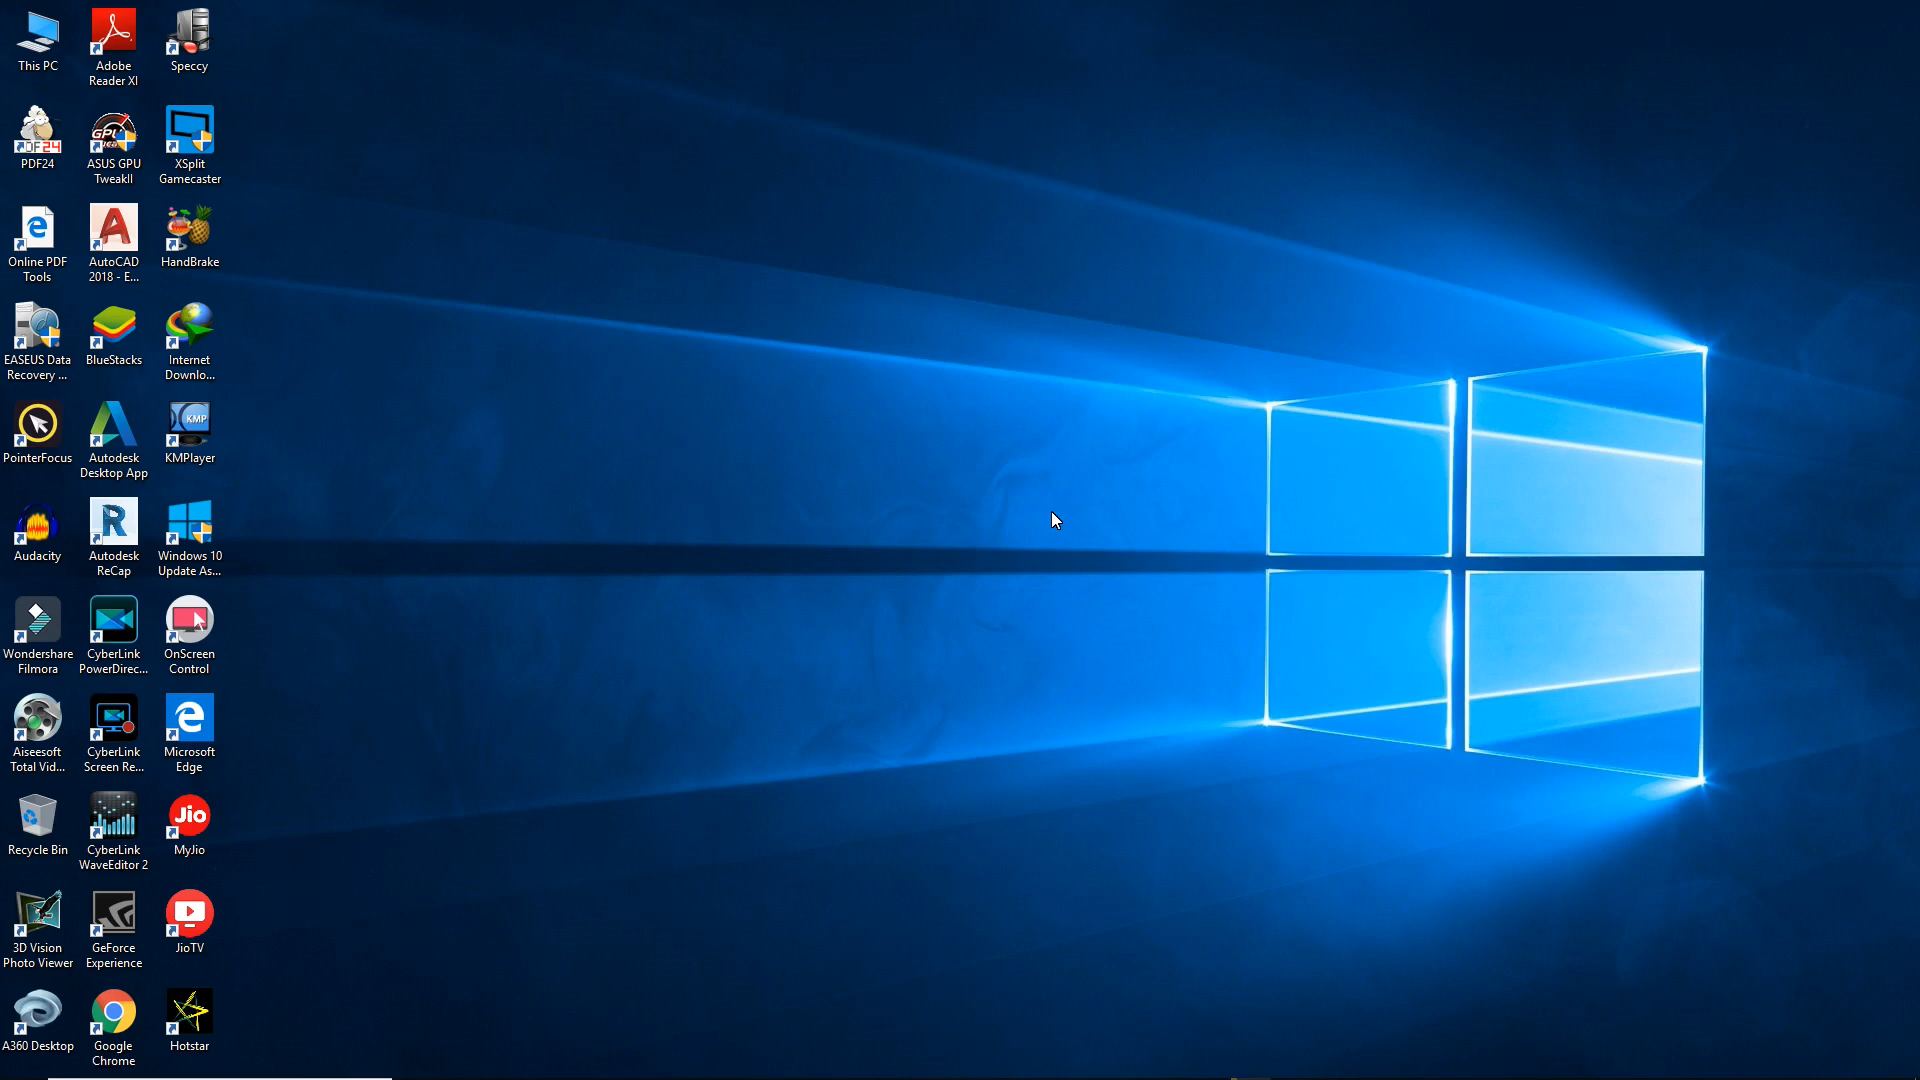 This PC
Adobe
Reader XI
Speccy
PDF24
ASUS GPU
TweakII
XSplit
Gamecaster
Online PDF
Tools
AutoCAD
2018 - E...
HandBrake
EASEUS Data
Recovery ...
BlueStacks
Internet
Downlo...
PointerFocus
Autodesk
Desktop App
KMP
KMPlayer
Audacity
Autodesk
ReCap
Windows 10
Update As...
Wondershare
Filmora
CyberLink
PowerDirec...
OnScreen
Control
Aiseesoft
Total Vid...
CyberLink
Screen Re...
Microsoft
Edge
Recycle Bin
CyberLink
WaveEditor 2
Jio
MyJio
3D Vision
Photo Viewer
GeForce
Experience
JioTV
A360 Desktop
Google
Chrome
Hotstar